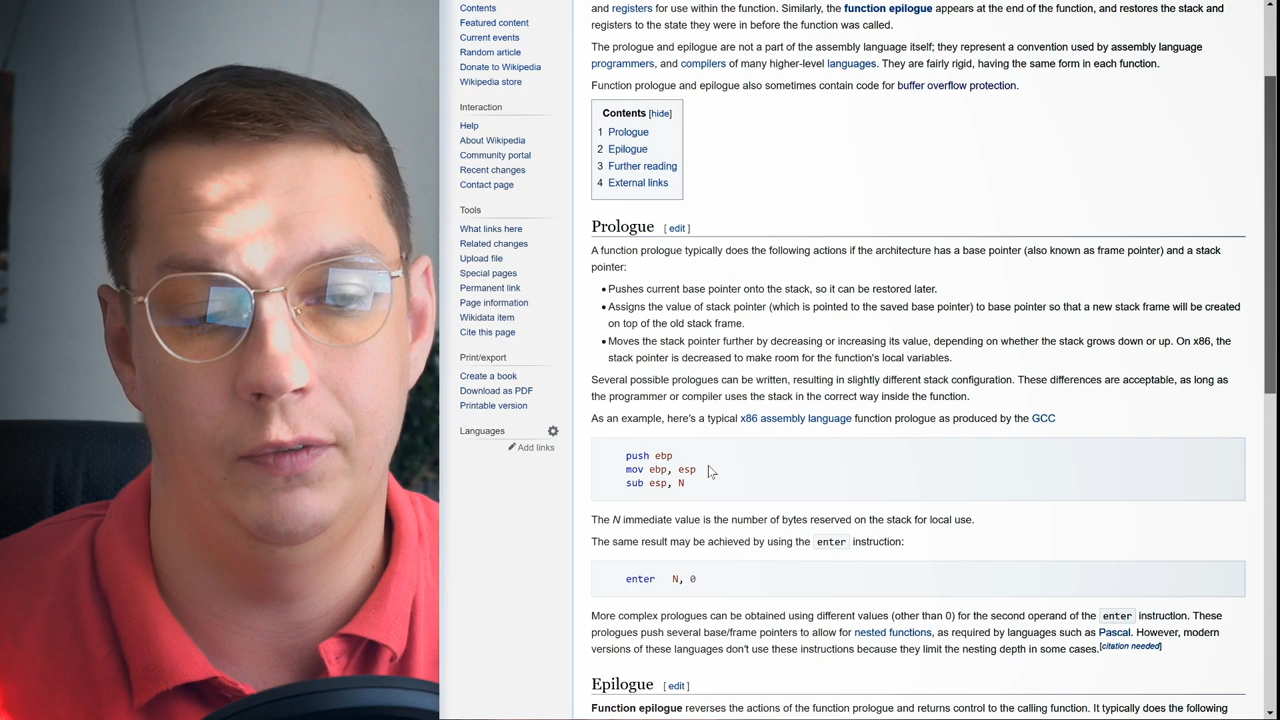 Contents
Featured content
Current events
Random article
Donate to Wikipedia
Wikipedia store
Interaction
Help
About Wikipedia
Community portal
Recent changes
Contact page
Tools
What links here
Related changes
Upload file
Special pages
Permanent link
Page information
Wikidata item
Cite this page
Print/export
Create a book
Download as PDF
Printable version
Languages
Add links
and registers for use within the function. Similarly, the function epilogue appears at the end of the function, and restores the stack and
registers to the state they were in before the function was called.
The prologue and epilogue are not a part of the assembly language itself; they represent a convention used by assembly language
programmers, and compilers of many higher-level languages. They are fairly rigid, having the same form in each function.
Function prologue and epilogue also sometimes contain code for buffer overflow protection.
Contents [hide]
1 Prologue
2 Epilogue
3 Further reading
4 External links
Prologue [ edit ]
A function prologue typically does the following actions if the architecture has a base pointer (also known as frame pointer) and a stack
pointer:
• Pushes current base pointer onto the stack, so it can be restored later.
• Assigns the value of stack pointer (which is pointed to the saved base pointer) to base pointer so that a new stack frame will be created
on top of the old stack frame.
• Moves the stack pointer further by decreasing or increasing its value, depending on whether the stack grows down or up. On x86, the
stack pointer is decreased to make room for the function's local variables.
Several possible prologues can be written, resulting in slightly different stack configuration. These differences are acceptable, as long as
the programmer or compiler uses the stack in the correct way inside the function.
As an example, here's a typical x86 assembly language function prologue as produced by the GCC
push ebp
mov ebp, esp
sub esp, N
The N immediate value is the number of bytes reserved on the stack for local use.
The same result may be achieved by using the enter instruction:
enter N, 0
More complex prologues can be obtained using different values (other than 0) for the second operand of the enter instruction. These
prologues push several base/frame pointers to allow for nested functions, as required by languages such as Pascal. However, modern
versions of these languages don't use these instructions because they limit the nesting depth in some cases.[citation needed]
Epilogue [ edit ]
Function epilogue reverses the actions of the function prologue and returns control to the calling function. It typically does the following